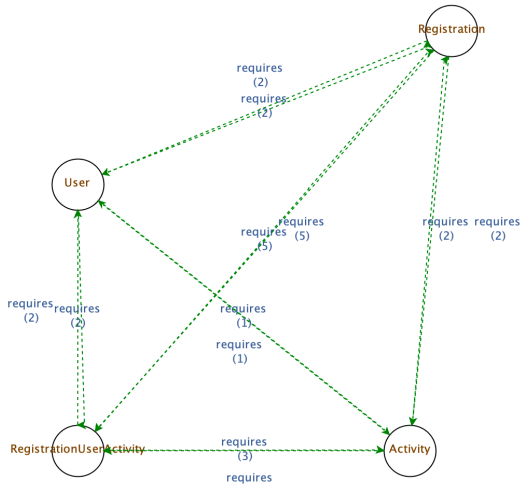 Registration
requires
(2)
requires
(2)
User
requires
(5)
requires
(5)
requires
(2)
requires
(2)
requires
(2)
requires
(2)
requires
(1)
requires
(1)
RegistrationUserActivity
requires
(3)
Activity
requires